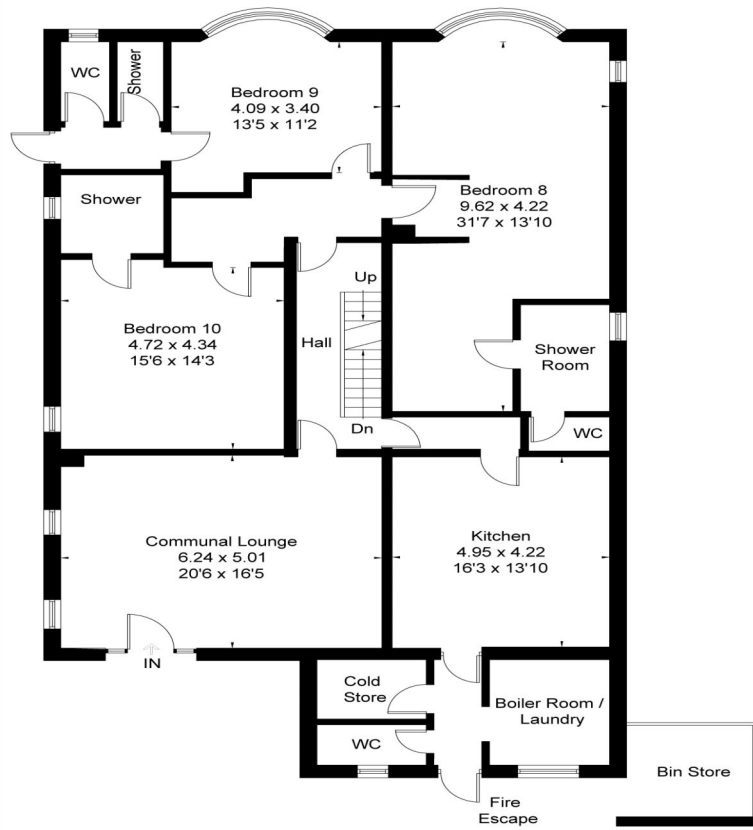 WC
Shower
Bedroom 9
4.09 x 3.40
13'5 x 11'2
Bedroom 8
9.62 x 4.22
31'7 x 13'10
Shower
Up
Bedroom 10
4.72 x 4.34
15'6 x 14'3
Hall
Shower
Room
Dn
WC
Communal Lounge
6.24 x 5.01
20'6 x 16'5
Kitchen
4.95 x 4.22
16'3 x 13'10
IN
Cold
Store
Boiler Room /
Laundry
WC
Bin Store
Fire
Escape